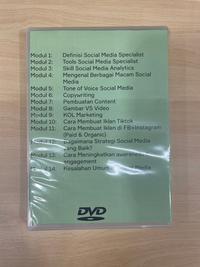 Modul 1: Definisi Social Media Specialist
Modul 2: Tools Social Media Specialist
Modul 3: Skill Social Media Analytics
Modul 4: Mengenal Berbagai Macam Social
Media
Modul 5: Tone of Voice Social Media
Modul 6: Copywriting
Modul 7: Pembuatan Content
Modul 8: Gambar VS Video
Modul 9: KOL Marketing
Modul 10: Cara Membuat Iklan Tiktok
Modul 11: Cara Membuat Iklan di FB+Instagram
(Paid & Organic)
Bagaimana Strategi Social Media
yang Baik?
Modul 13: Cara Meningkatkan awareness
engagement
Kesalahan Umum Media
DVD